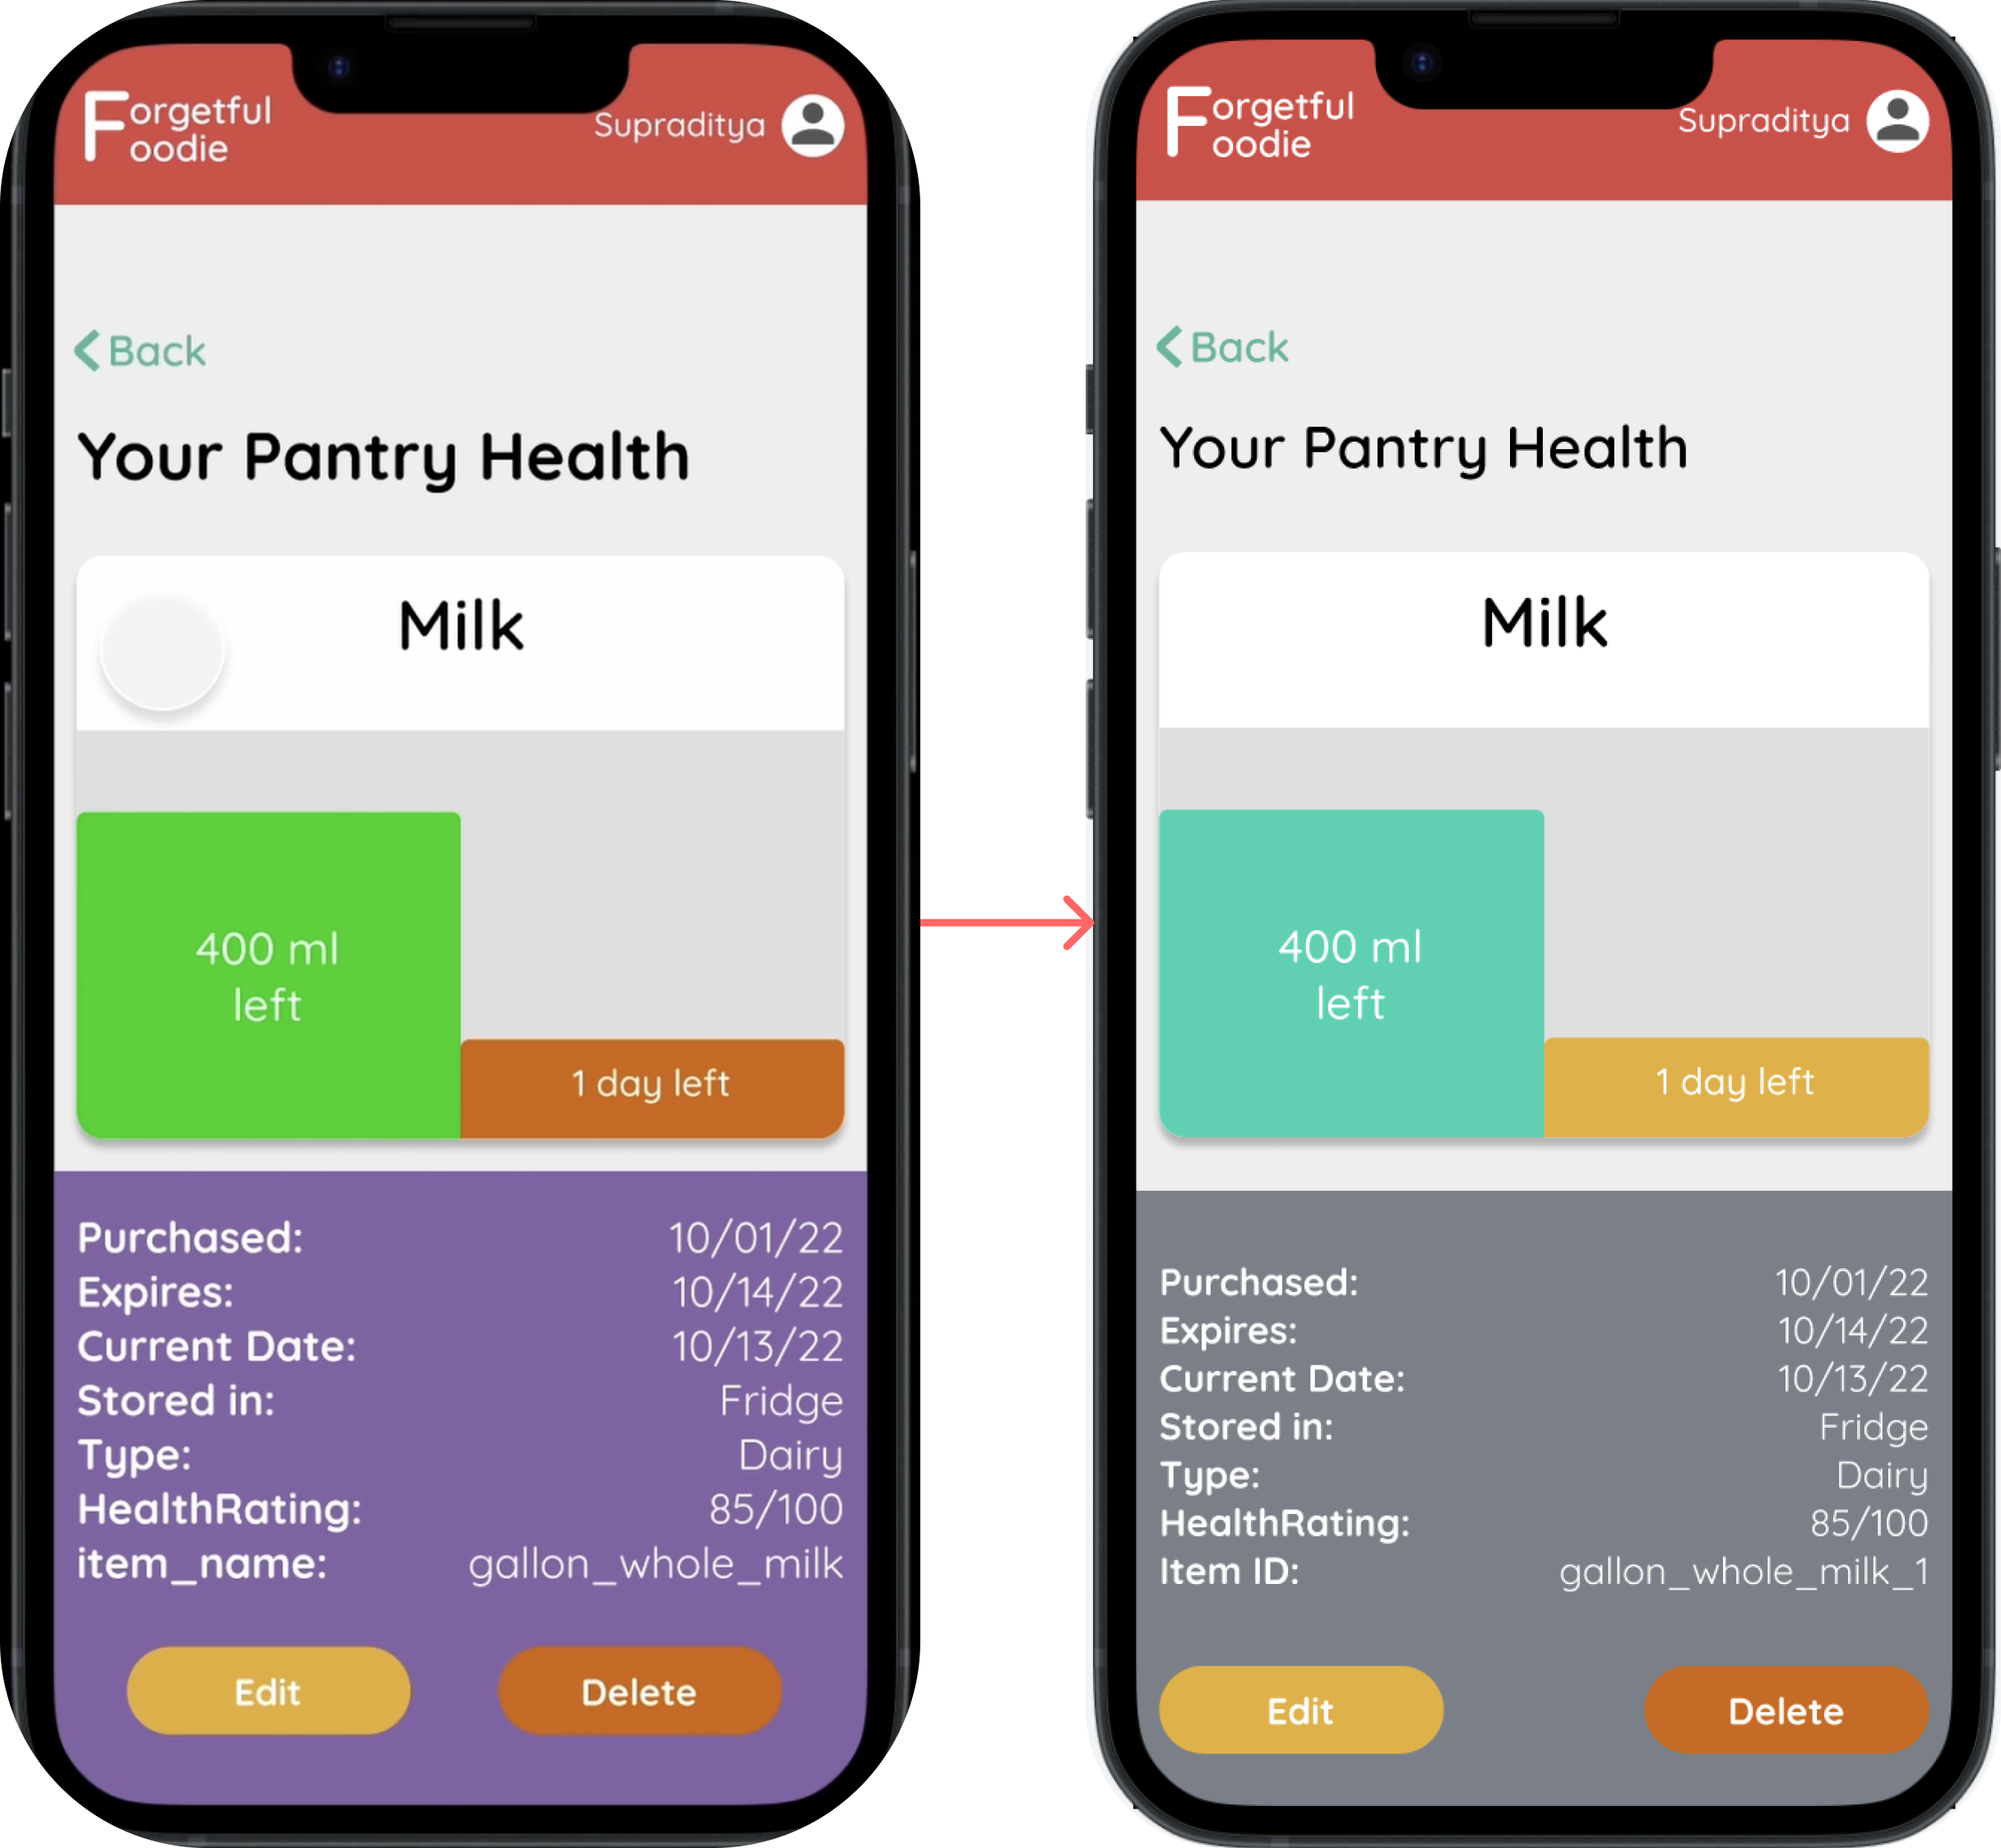 Forgetful
Foodie
Supraditya
Back
Your Pantry Health
Milk
400 ml
left
1 day left
Purchased: 10/01/22
Expires: 10/14/22
Current Date: 10/13/22
Stored in: Fridge
Type: Dairy
HealthRating: 85/100
item_name: gallon_whole_milk
Edit Delete
Forgetful
Foodie
Supraditya
Back
Your Pantry Health
Milk
400 ml
left
1 day left
Purchased: 10/01/22
Expires: 10/14/22
Current Date: 10/13/22
Stored in: Fridge
Type: Dairy
HealthRating: 85/100
Item ID: gallon_whole_milk_1
Edit Delete